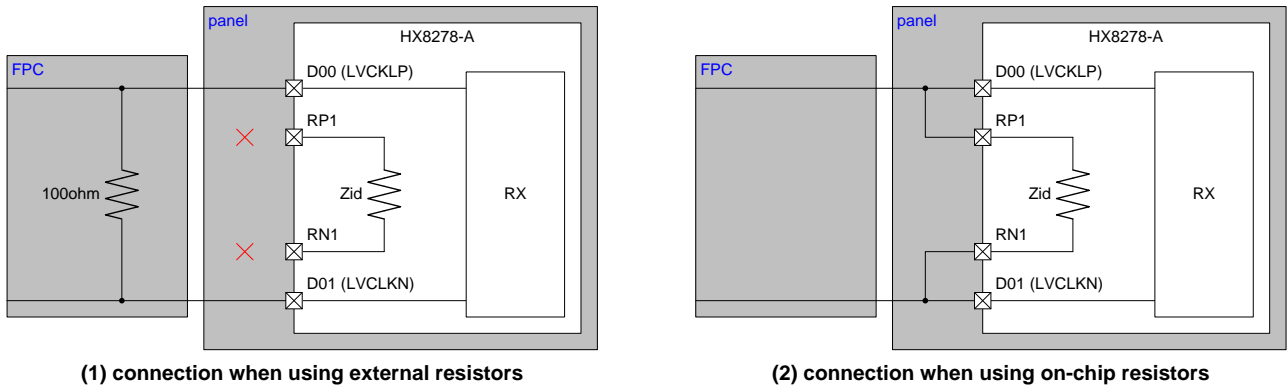 panel
HX8278-A
FPC
D00 (LVCKLP)
RP1
100ohm
Zid
RX
RN1
D01 (LVCLKN)
(1) connection when using external resistors
panel
HX8278-A
FPC
D00 (LVCKLP)
RP1
Zid
RX
RN1
D01 (LVCLKN)
(2) connection when using on-chip resistors